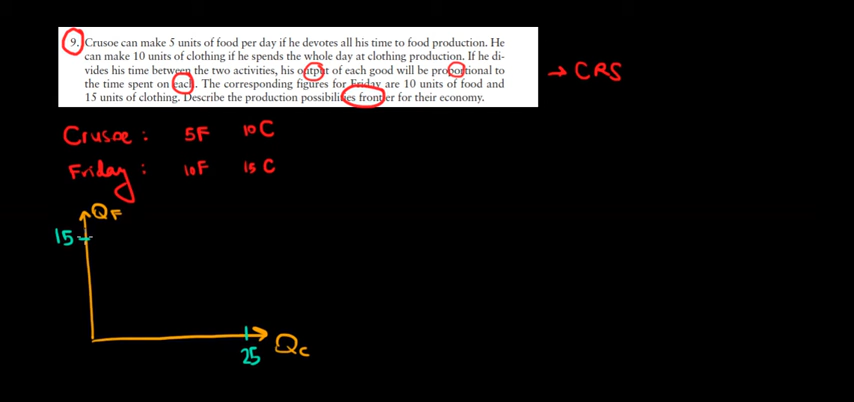 9. Crusoe can make 5 units of food per day if he devotes all his time to food production. He
can make 10 units of clothing if he spends the whole day at clothing production. If he di-
vides his time between the two activities, his output of each good will be proportional to
the time spent on each. The corresponding figures for Friday are 10 units of food and
15 units of clothing. Describe the production possibilities frontier for their economy.
→ CRS
Crusoe : 5F 10C
Friday : 10F 15C
QF
15
25
Qc